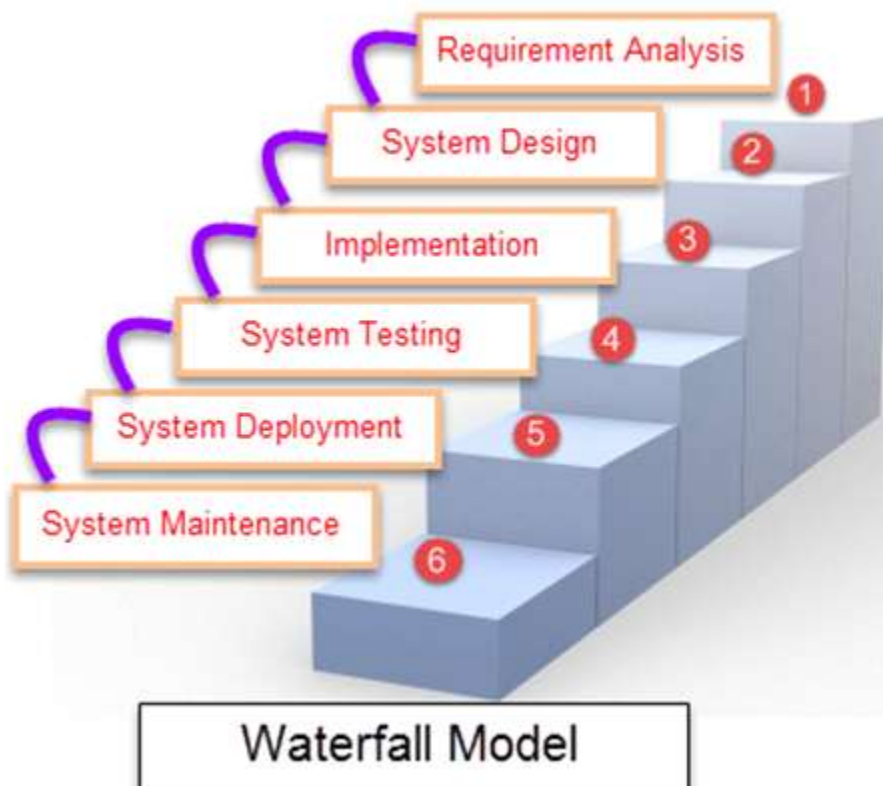 Requirement Analysis
1
System Design
2
Implementation
3
System Testing
4
System Deployment
5
System Maintenance
6
Waterfall Model